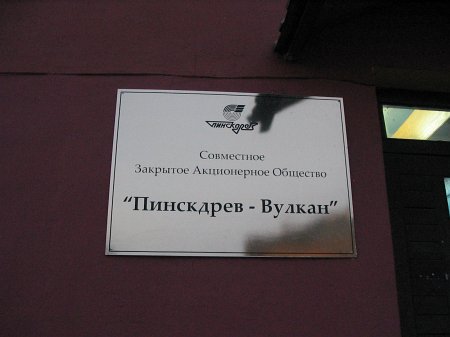 пинскдрев
Совместное
Закрытое Акционерное Общество
“Пинскдрев - Вулкан”